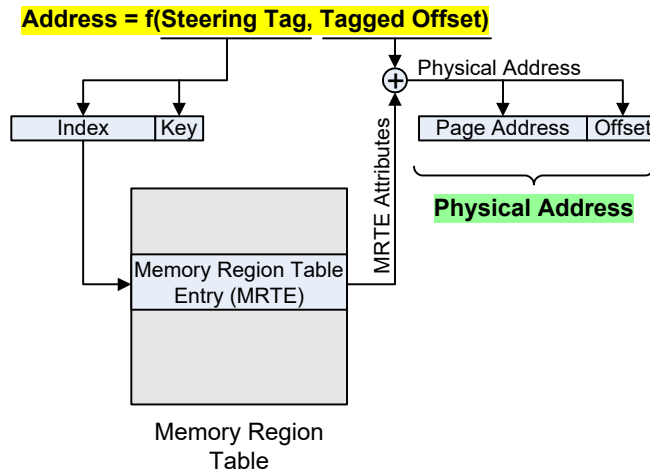 Address = f(Steering Tag, Tagged Offset)
Physical Address
Index
Key
Page Address
Offset
MRTE Attributes
Physical Address
Memory Region Table
Entry (MRTE)
Memory Region
Table